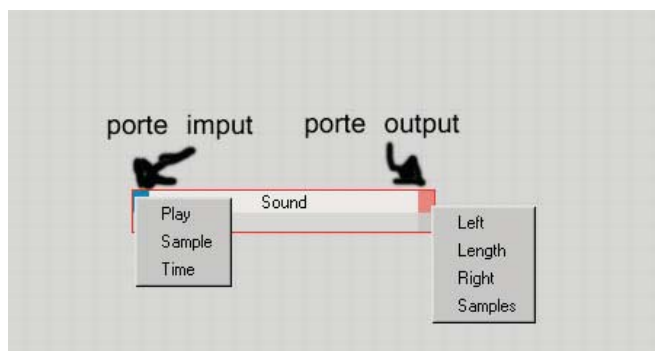 porte imput porte output
Sound
Play
Sample
Time
Left
Length
Right
Samples